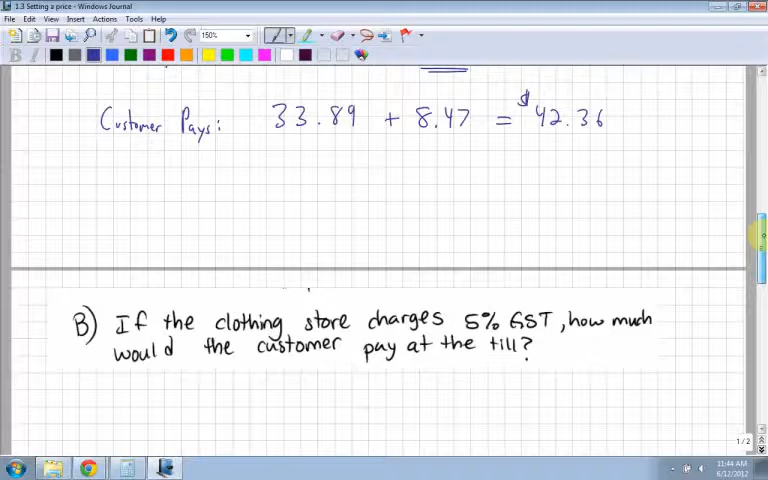 1.3 Setting a price - Windows Journal
File Edit View Insert Actions Tools Help
150%
B I
Customer Pays: 33.89 + 8.47 = $42.36
B) If the clothing store charges 5% GST, how much
would the customer pay at the till?
1 / 2
11:44 AM
6/12/2012